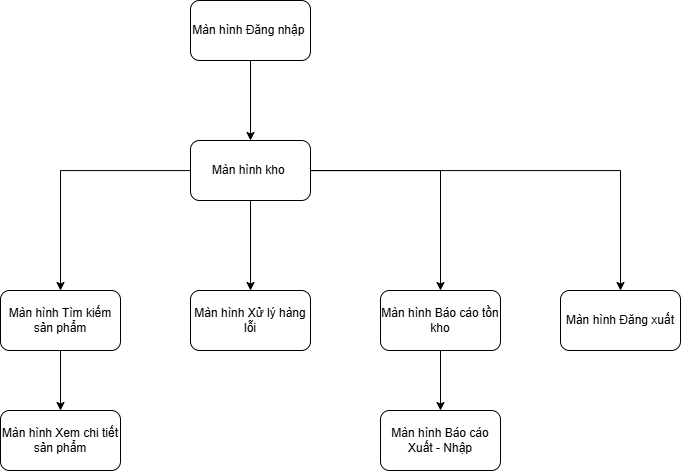 Màn hình Đăng nhập
Màn hình kho
Màn hình Tìm kiếm
sản phẩm
Màn hình Xử lý hàng
lỗi
Màn hình Báo cáo tồn
kho
Màn hình Đăng xuất
Màn hình Xem chi tiết
sản phẩm
Màn hình Báo cáo
Xuất - Nhập